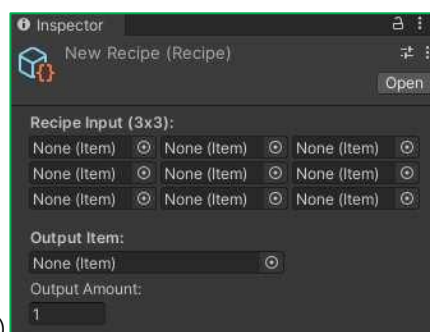 Inspector
New Recipe (Recipe)
Open
Recipe Input (3x3):
None (Item) None (Item) None (Item)
None (Item) None (Item) None (Item)
None (Item) None (Item) None (Item)
Output Item:
None (Item)
Output Amount:
1
)